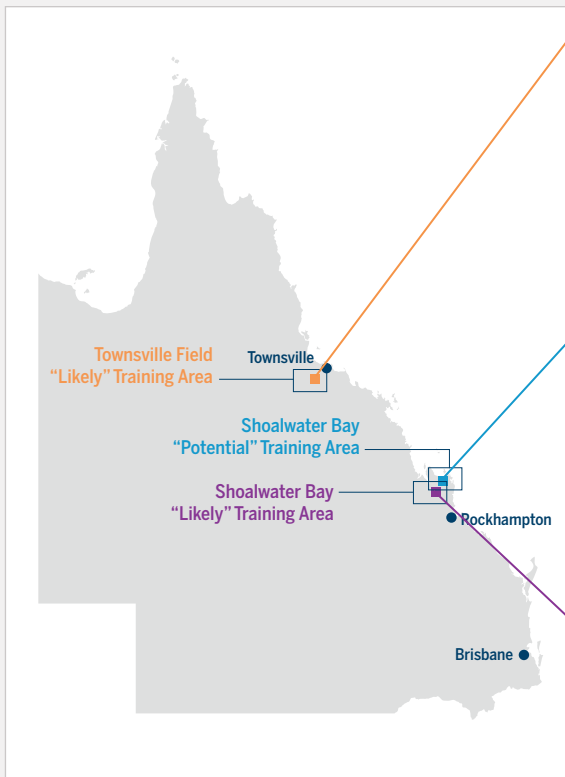 Townsville Field
“Likely” Training Area
Townsville
Shoalwater Bay
“Potential” Training Area
Shoalwater Bay
“Likely” Training Area
Rockhampton
Brisbane